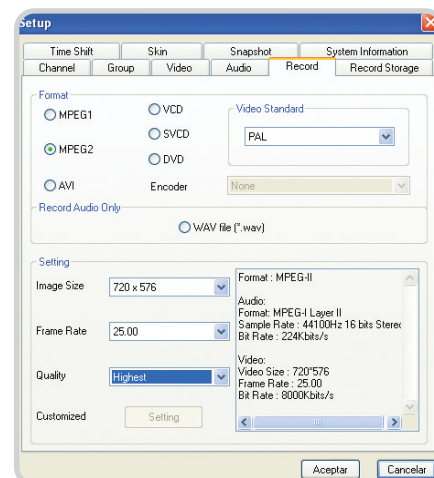 Setup
Time Shift Skin Snapshot System Information
Channel Group Video Audio Record Record Storage
Format
MPEG1
VCD
Video Standard
SVCD
PAL
MPEG2
DVD
AVI
Encoder
None
Record Audio Only
WAV file (*.wav)
Setting
Image Size
720 x 576
Frame Rate
25.00
Quality
Highest
Customized
Setting
Format : MPEG-II
Audio:
Format: MPEG-I Layer II
Sample Rate : 44100Hz 16 bits Stereo
Bit Rate : 224Kbits/s
Video:
Video Size : 720*576
Frame Rate : 25.00
Bit Rate : 8000Kbits/s
Aceptar
Cancelar